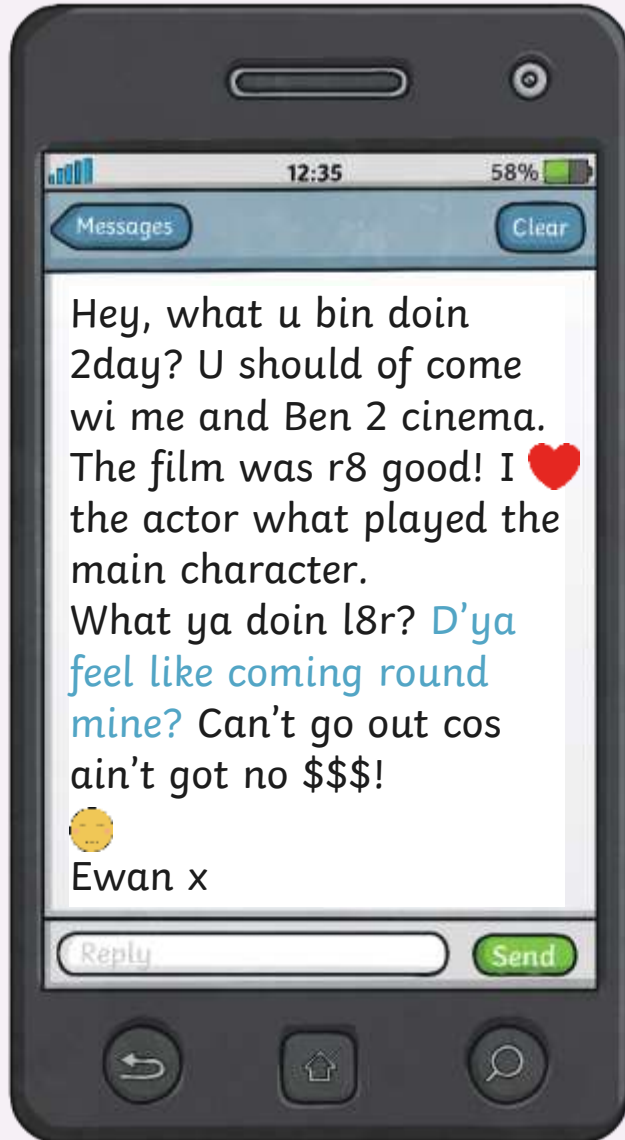 12:35
58%
Messages
Clear
Hey, what u bin doin
2day? U should of come
wi me and Ben 2 cinema.
The film was r8 good! I ❤
the actor what played the
main character.
What ya doin l8r? D'ya
feel like coming round
mine? Can't go out cos
ain't got no $$$!
Ewan x
Reply
Send